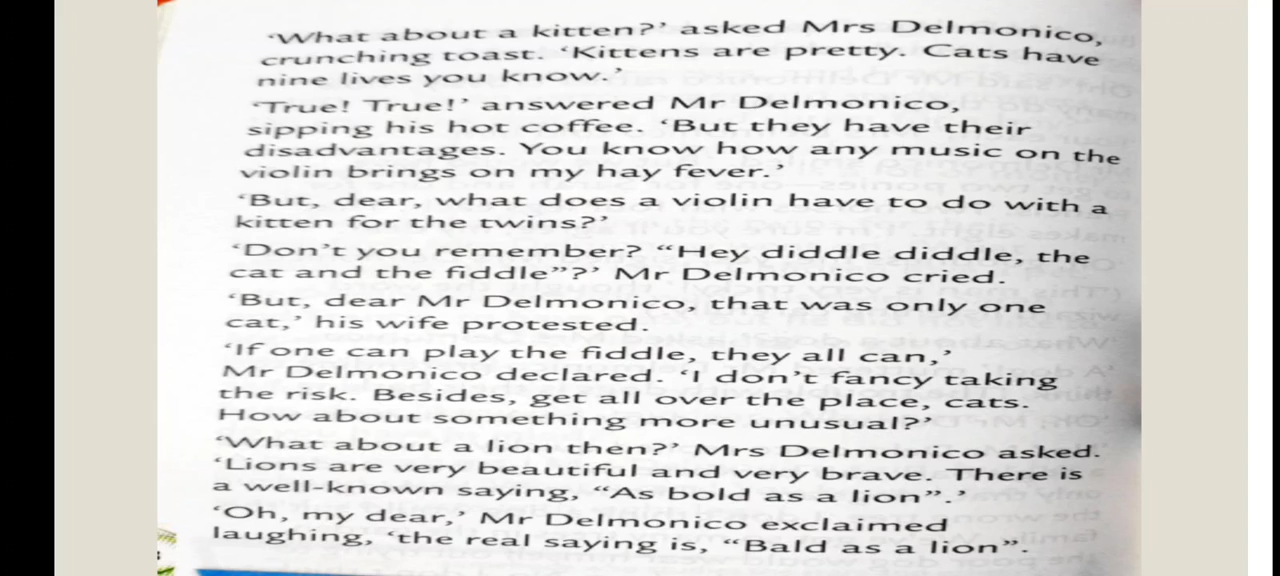 ‘What about a kitten?’ asked Mrs Delmonico,
crunching toast. ‘Kittens are pretty. Cats have
nine lives you know.’
‘True! True!’ answered Mr Delmonico,
sipping his hot coffee. ‘But they have their
disadvantages. You know how any music on the
violin brings on my hay fever.’
‘But, dear, what does a violin have to do with a
kitten for the twins?’
‘Don’t you remember? “Hey diddle diddle, the
cat and the fiddle”?’ Mr Delmonico cried.
‘But, dear Mr Delmonico, that was only one
cat,’ his wife protested.
‘If one can play the fiddle, they all can,’
Mr Delmonico declared. ‘I don’t fancy taking
the risk. Besides, get all over the place, cats.
How about something more unusual?’
‘What about a lion then?’ Mrs Delmonico asked.
‘Lions are very beautiful and very brave. There is
a well-known saying, “As bold as a lion”.’
‘Oh, my dear,’ Mr Delmonico exclaimed
laughing, ‘the real saying is, “Bald as a lion”.